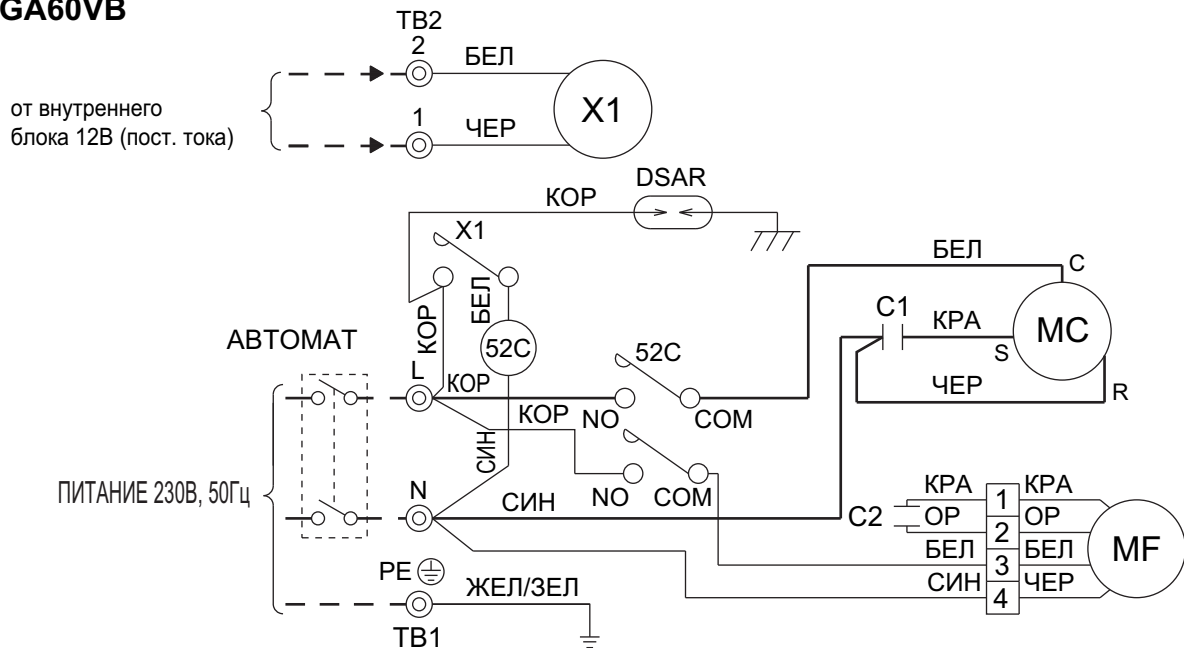 GA60VB
TB2
2
БЕЛ
X1
от внутреннего
блока 12В (пост. тока)
1
ЧЕР
DSAR
КОР
X1
БЕЛ
C
БЕЛ
C1
КРА
MC
S
КОР
АВТОМАТ
52C
52C
L
КОР
ЧЕР
R
КОР
NO
COM
СИН
ПИТАНИЕ 230В, 50Гц
N
СИН
NO
COM
КРА
1
КРА
C2
ОР
2
ОР
MF
БЕЛ
3
БЕЛ
СИН
4
ЧЕР
PE
ЖЕЛ/ЗЕЛ
TB1